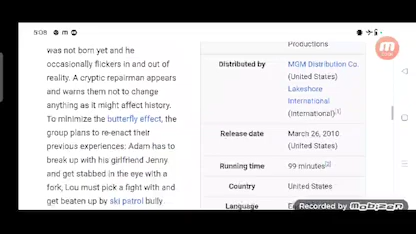 5:08
was not born yet and he
occasionally flickers in and out of
reality. A cryptic repairman appears
and warns them not to change
anything as it might affect history.
To minimize the butterfly effect, the
group plans to re-enact their
previous experiences: Adam has to
break up with his girlfriend Jenny
and get stabbed in the eye with a
fork, Lou must pick a fight with and
get beaten up by ski patrol bully
Productions
Distributed by
MGM Distribution Co.
(United States)
Lakeshore
International
(International)[1]
Release date
March 26, 2010
(United States)
Running time
99 minutes[2]
Country
United States
Language
Recorded by Mobizen